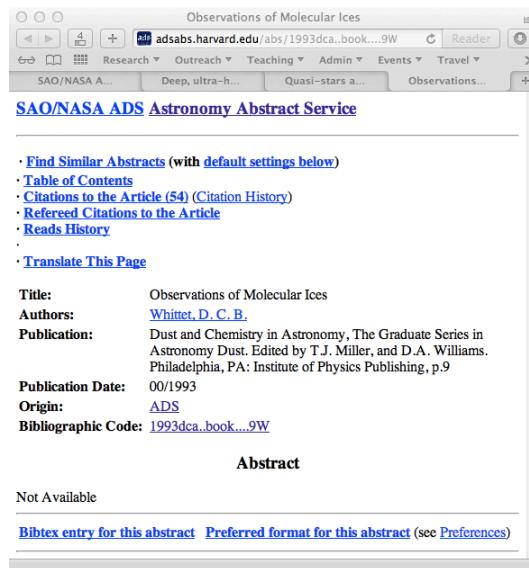 Observations of Molecular Ices
4
ads adsabs.harvard.edu/abs/1993dca..book....9W Reader
Research Outreach Teaching Admin Events Travel
SAO/NASA A... Deep, ultra-h... Quasi-stars a... Observations...
SAO/NASA ADS Astronomy Abstract Service
· Find Similar Abstracts (with default settings below)
· Table of Contents
· Citations to the Article (54) (Citation History)
· Refereed Citations to the Article
· Reads History
·
· Translate This Page
Title: Observations of Molecular Ices
Authors: Whittet, D. C. B.
Publication: Dust and Chemistry in Astronomy, The Graduate Series in
Astronomy Dust. Edited by T.J. Miller, and D.A. Williams.
Philadelphia, PA: Institute of Physics Publishing, p.9
Publication Date: 00/1993
Origin: ADS
Bibliographic Code: 1993dca..book....9W
Abstract
Not Available
Bibtex entry for this abstract Preferred format for this abstract (see Preferences)